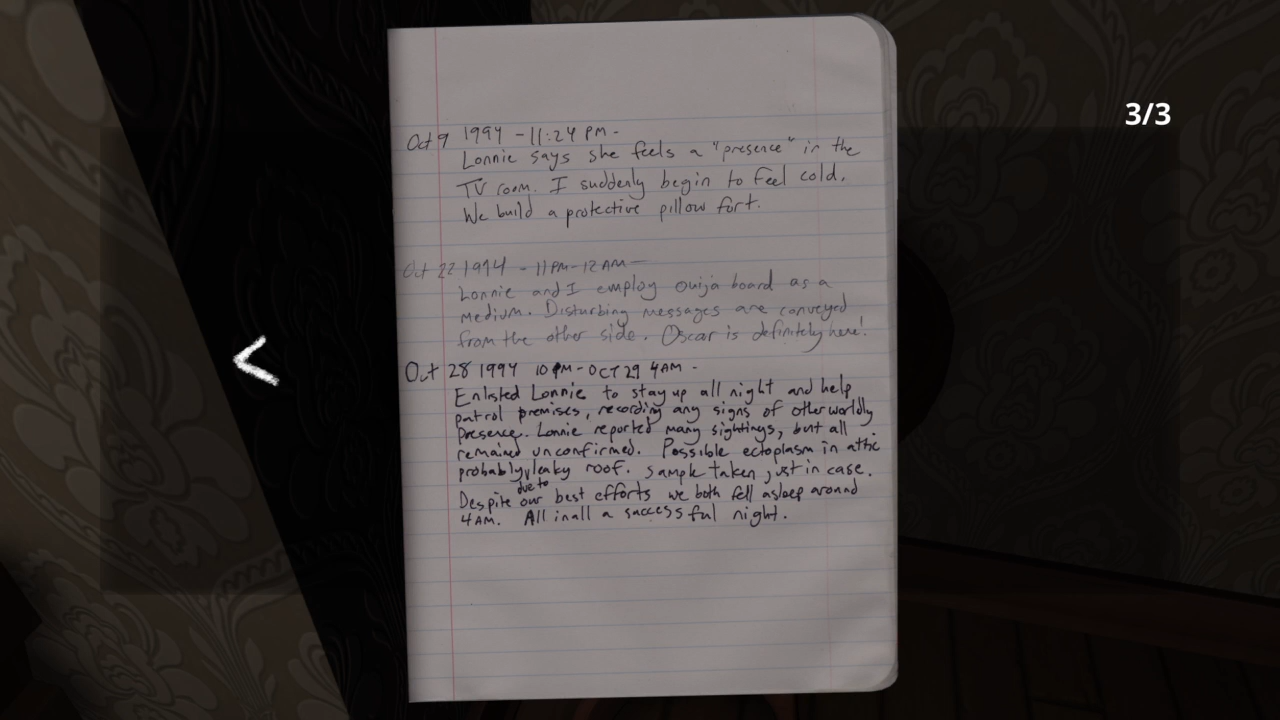 3/3
Oct 9 1994 - 11:24 PM -
Lonnie says she feels a "presence" in the
TV room. I suddenly begin to feel cold.
We build a protective pillow fort.
Oct 22 1994 - 11PM-12AM -
Lonnie and I employ ouija board as a
medium. Disturbing messages are conveyed
from the other side. Oscar is definitely here!
Oct 28 1994 10PM - OCT 29 4AM -
Enlisted Lonnie to stay up all night and help
patrol premises, recording any signs of otherworldly
presence. Lonnie reported many sightings, but all
remained unconfirmed. Possible ectoplasm in attic
probably leaky roof. Sample taken just in case.
due to
Despite our best efforts we both fell asleep around
4AM. All in all a successful night.